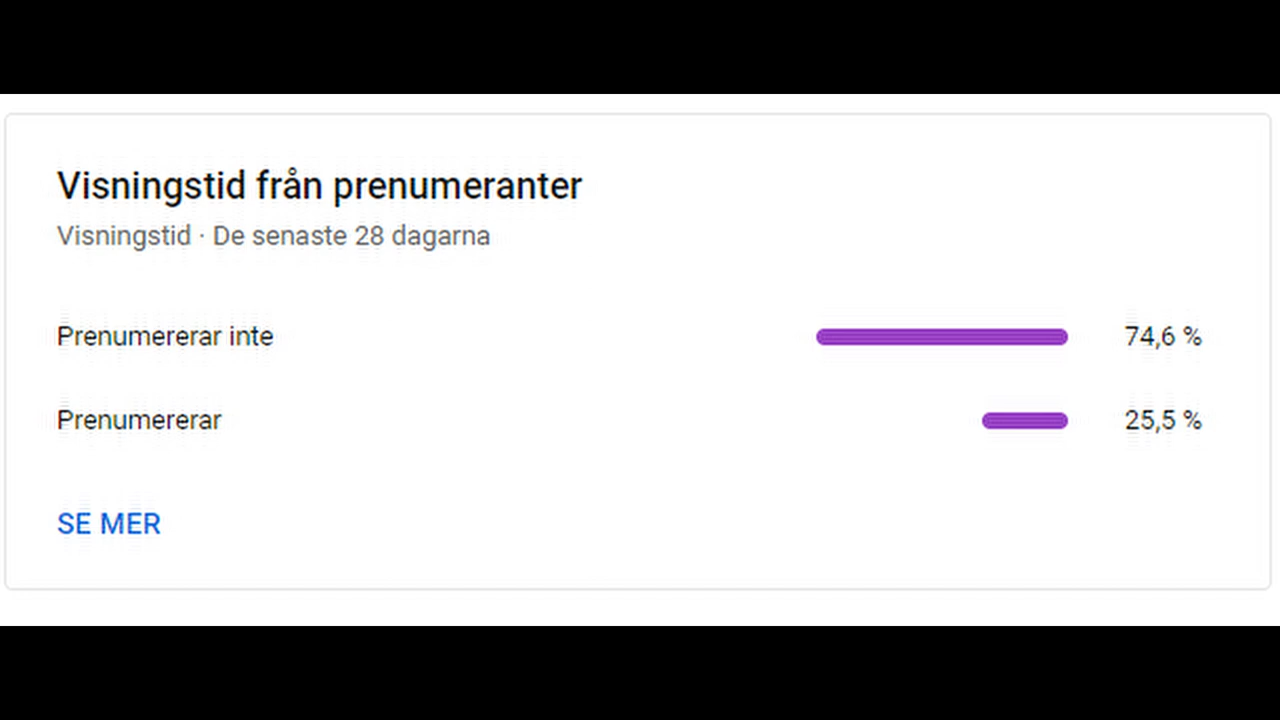 Visningstid från prenumeranter
Visningstid · De senaste 28 dagarna
Prenumererar inte 74,6 %
Prenumererar 25,5 %
SE MER